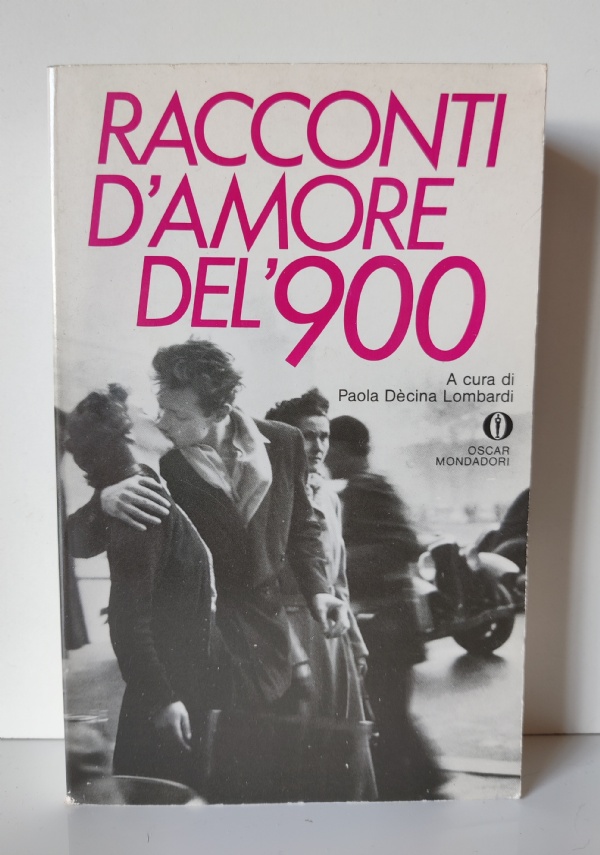 RACCONTI
D'AMORE
DEL '900
A cura di
Paola Dècina Lombardi
OSCAR
MONDADORI